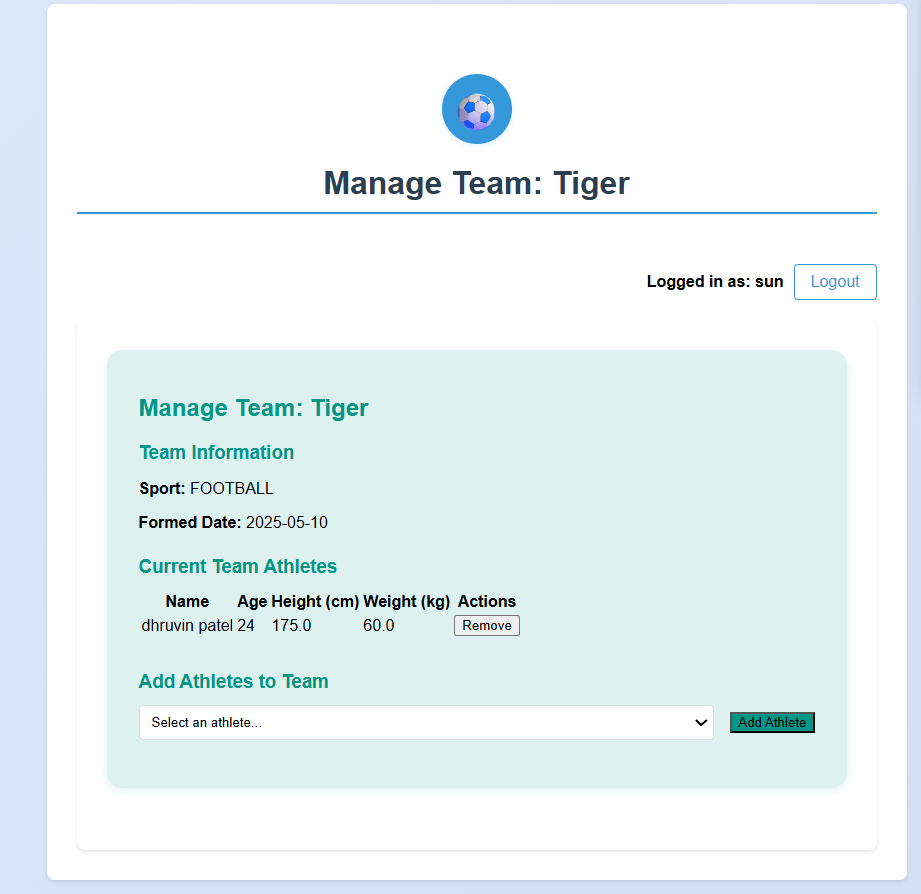 Manage Team: Tiger
Logged in as: sun Logout
Manage Team: Tiger
Team Information
Sport: FOOTBALL
Formed Date: 2025-05-10
Current Team Athletes
Name Age Height (cm) Weight (kg) Actions
dhruvin patel 24 175.0 60.0 Remove
Add Athletes to Team
Select an athlete... Add Athlete